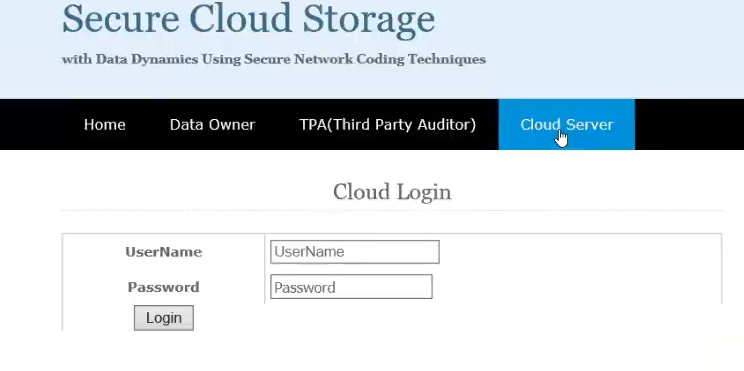 Secure Cloud Storage
with Data Dynamics Using Secure Network Coding Techniques
Home Data Owner TPA(Third Party Auditor) Cloud Server
Cloud Login
UserName UserName
Password Password
Login